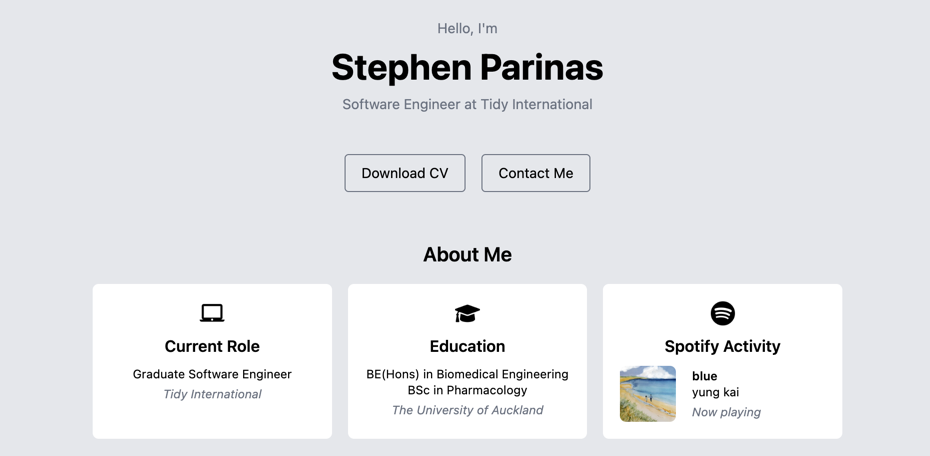 Hello, I'm
Stephen Parinas
Software Engineer at Tidy International
Download CV
Contact Me
About Me
Current Role
Graduate Software Engineer
Tidy International
Education
BE(Hons) in Biomedical Engineering
BSc in Pharmacology
The University of Auckland
Spotify Activity
blue
yung kai
Now playing